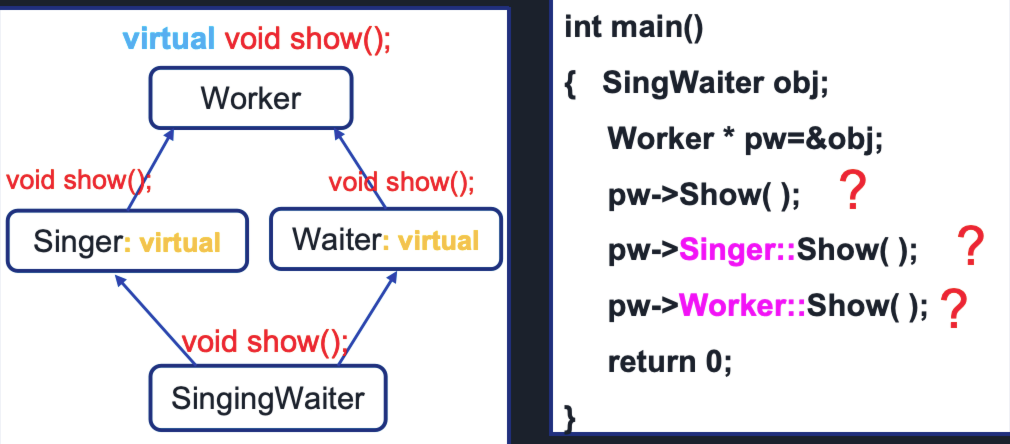 virtual void show();
Worker
void show();
void show();
Singer: virtual
Waiter: virtual
void show();
SingingWaiter
int main()
{ SingWaiter obj;
Worker * pw=&obj;
pw->Show( ); ?
pw->Singer::Show( ); ?
pw->Worker::Show( ); ?
return 0;
}